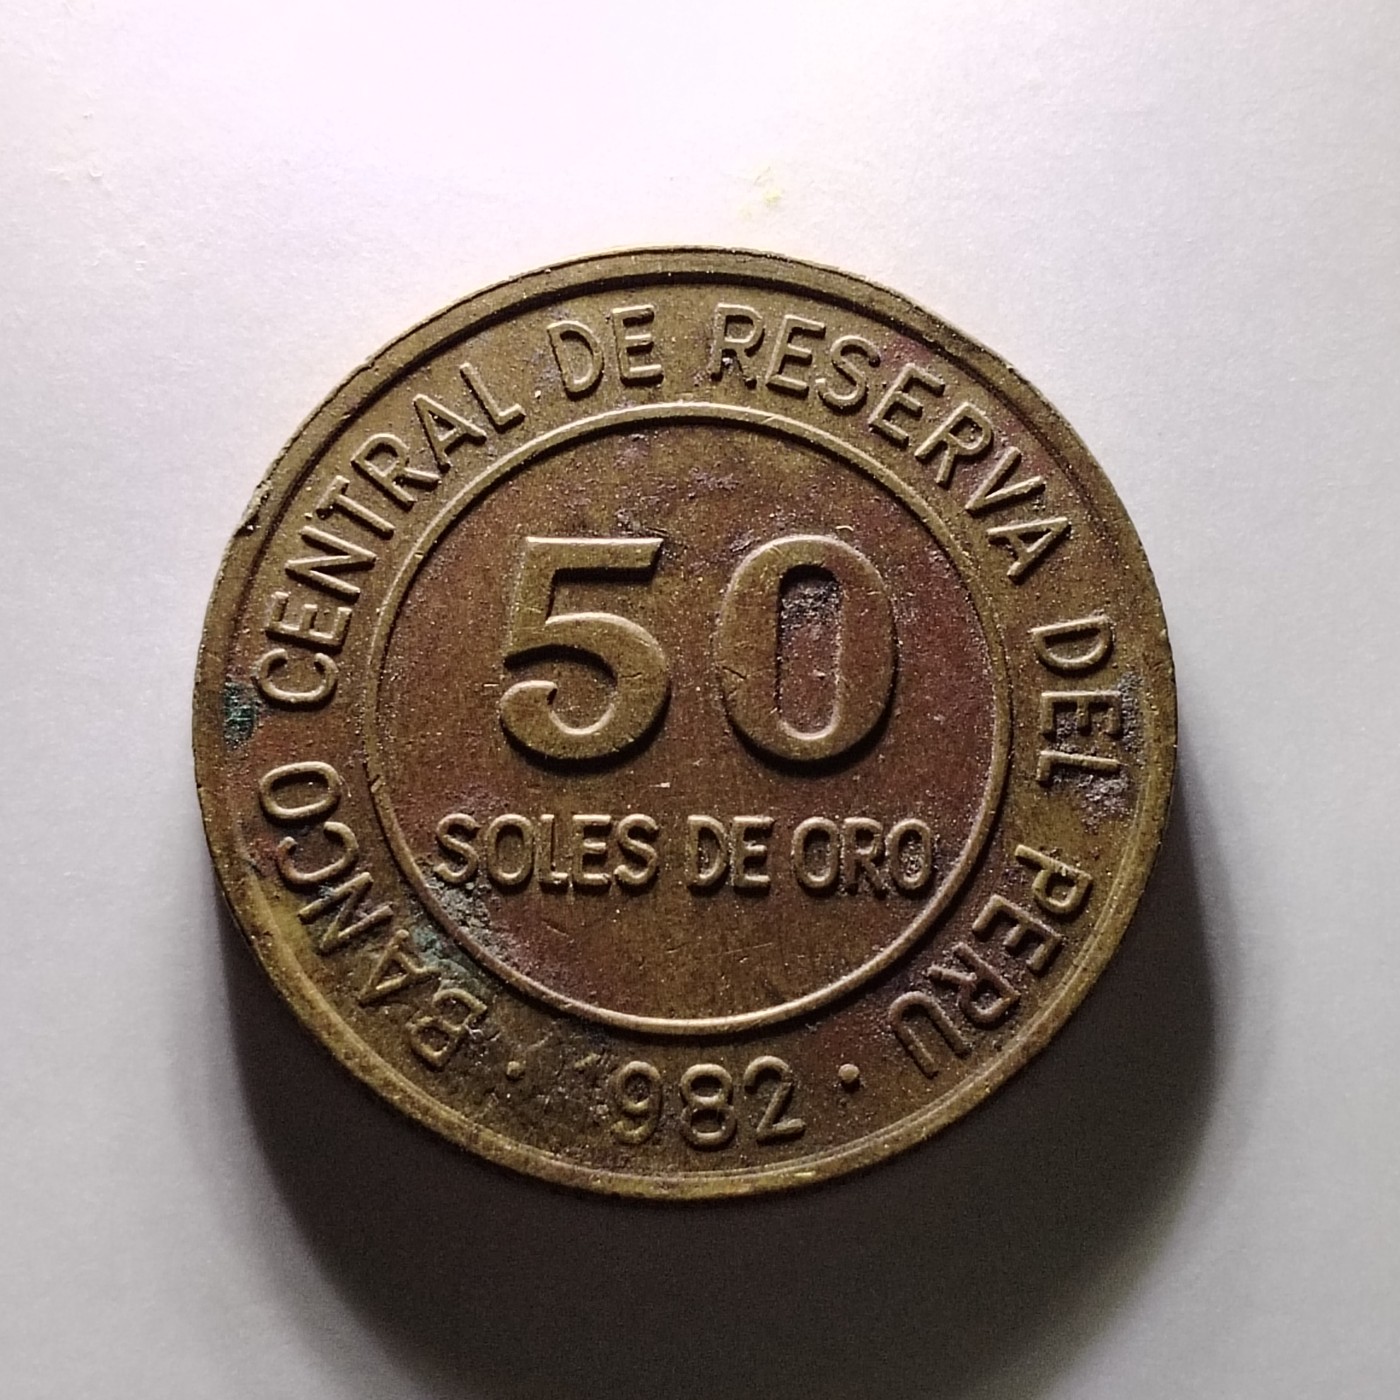 BANCO CENTRAL DE RESERVA DEL PERU
50
SOLES DE ORO
· 982 ·